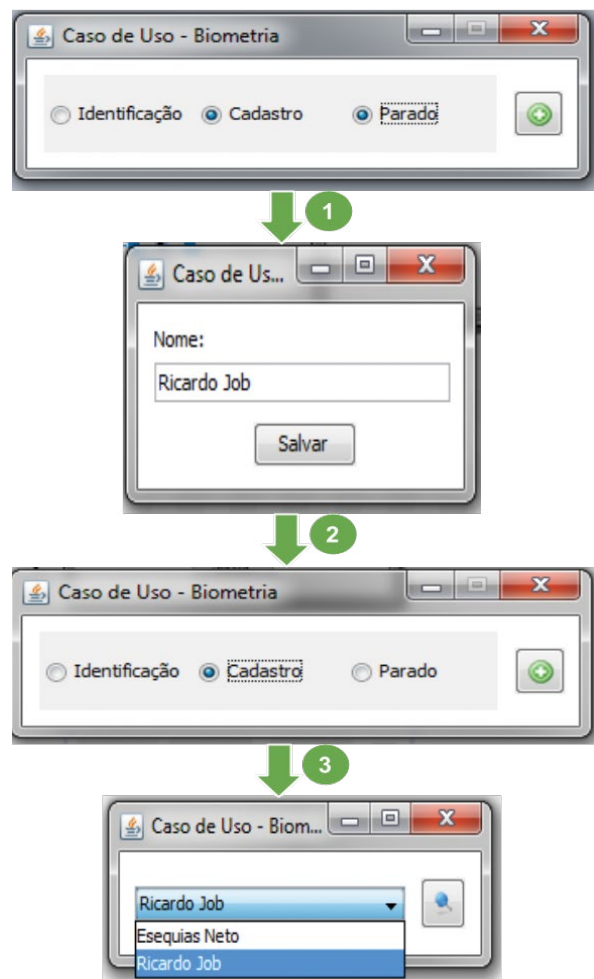 Caso de Uso - Biometria
Identificação Cadastro Parado
1
Caso de Us...
Nome:
Ricardo Job
Salvar
2
Caso de Uso - Biometria
Identificação Cadastro Parado
3
Caso de Uso - Biom...
Ricardo Job
Esequias Neto
Ricardo Job